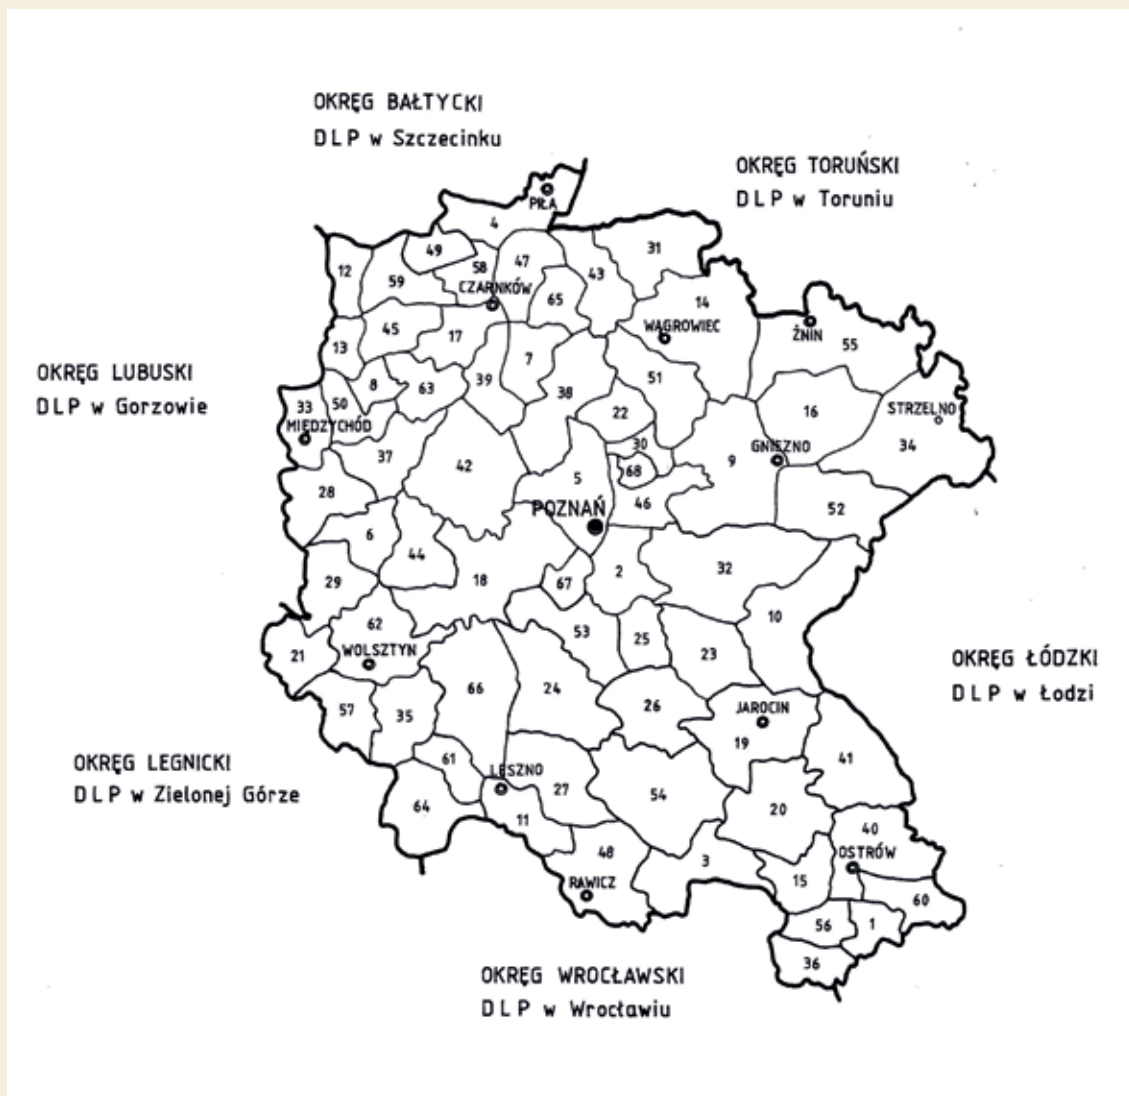 OKRĘG BAŁTYCKI
DLP w Szczecinku
OKRĘG TORUŃSKI
DLP w Toruniu
PIŁA
4
49
58
47
43
31
12
59
CZARNKÓW
65
14
WĄGROWIEC
ŻNIN
55
13
45
17
39
7
38
51
8
63
22
16
STRZELNO
OKRĘG LUBUSKI
DLP w Gorzowie
33
50
MIĘDZYCHÓD
37
42
30
68
5
9
GNIEZNO
34
28
46
52
POZNAŃ
6
44
18
67
2
32
29
10
62
53
25
23
21
WOLSZTYN
66
24
26
OKRĘG ŁÓDZKI
DLP w Łodzi
57
35
JAROCIN
19
41
61
LESZNO
OKRĘG LEGNICKI
DLP w Zielonej Górze
64
11
27
54
20
40
48
3
OSTRÓW
RAWICZ
15
60
56
1
36
OKRĘG WROCŁAWSKI
DLP w Wrocławiu